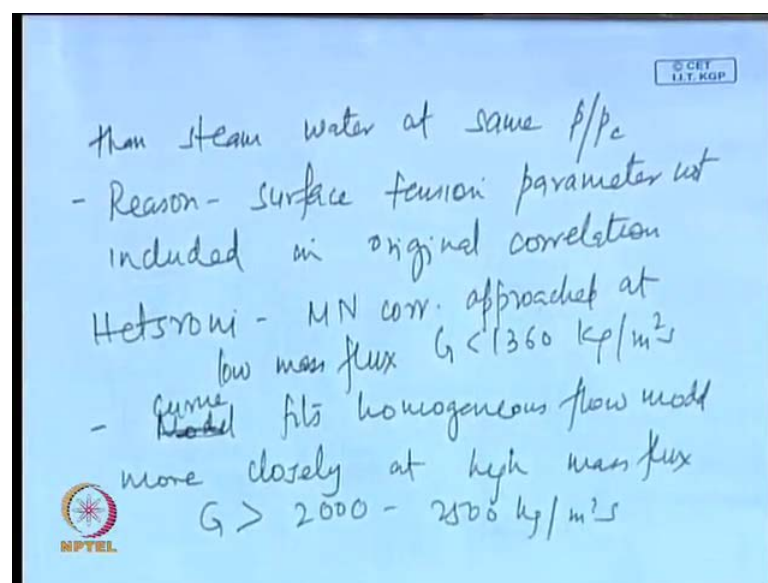 © CET
I.I.T. KGP
than steam water at same p/pc
- Reason - surface tension parameter not
included in original correlation
Hetsroni - MN corr. approached at
low mass flux G < 1360 kg/m²s
- curve fits homogeneous flow model
more closely at high mass flux
G > 2000 - 2500 kg/m²s
NPTEL